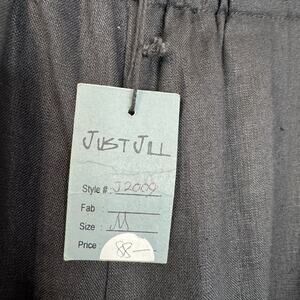 JUST JILL
Style #: J2009
Fab
Size : M
Price : 88—